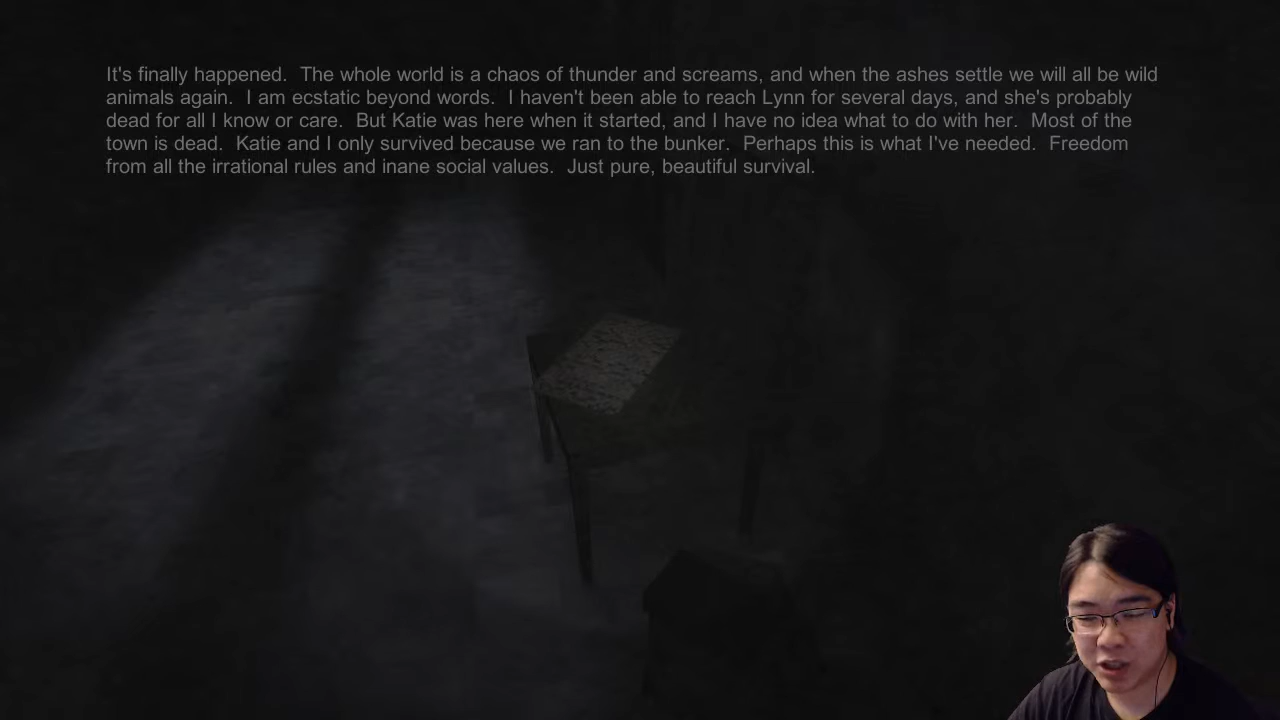 It's finally happened.  The whole world is a chaos of thunder and screams, and when the ashes settle we will all be wild
animals again.  I am ecstatic beyond words.  I haven't been able to reach Lynn for several days, and she's probably
dead for all I know or care.  But Katie was here when it started, and I have no idea what to do with her.  Most of the
town is dead.  Katie and I only survived because we ran to the bunker.  Perhaps this is what I've needed.  Freedom
from all the irrational rules and inane social values.  Just pure, beautiful survival.